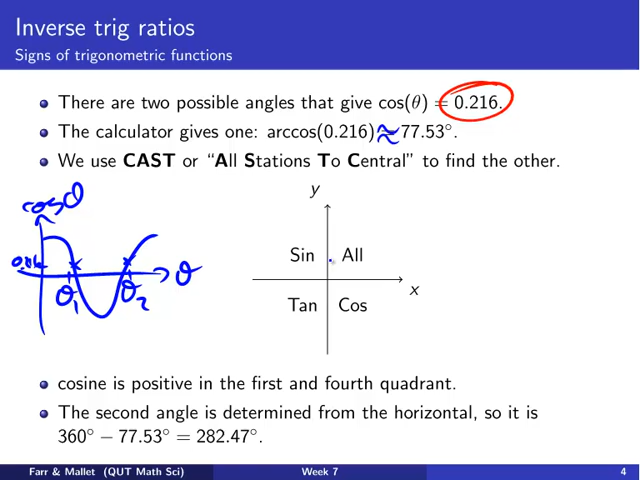 Inverse trig ratios
Signs of trigonometric functions
There are two possible angles that give cos(θ) = 0.216.
The calculator gives one: arccos(0.216) ≈ 77.53°.
We use CAST or “All Stations To Central” to find the other.
cosθ
θ
θ₁
θ₂
y
Sin All
x
Tan Cos
cosine is positive in the first and fourth quadrant.
The second angle is determined from the horizontal, so it is
360° − 77.53° = 282.47°.
Farr & Mallet (QUT Math Sci) Week 7 4